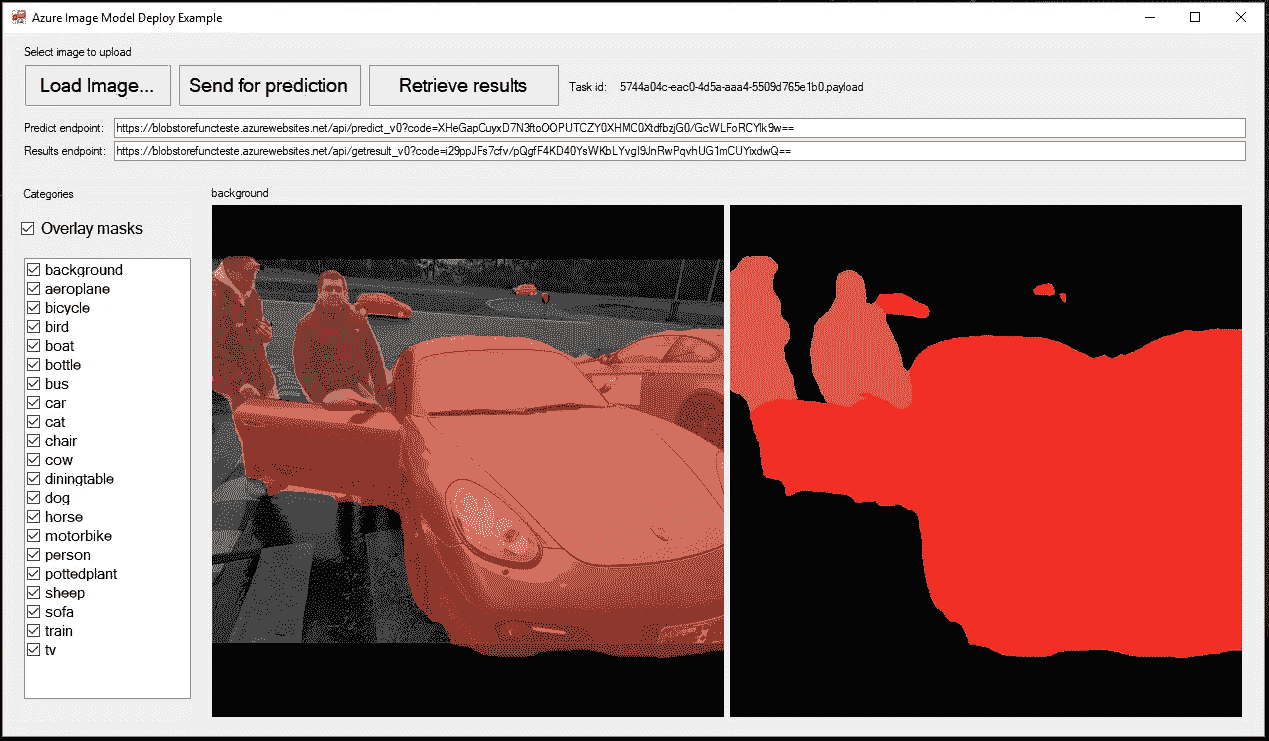 Azure Image Model Deploy Example
Select image to upload
Load Image...
Send for prediction
Retrieve results
Task id: 5744a04c-eac0-4d5a-aaa4-5509d765e1b0.payload
Predict endpoint: https://blobstorefuncteste.azurewebsites.net/api/predict_v0?code=XHeGapCuyxD7N3ftoOOPUTCZY0XHMC0XtdfbzjG0/GcWLFoRCYlk9w==
Results endpoint: https://blobstorefuncteste.azurewebsites.net/api/getresult_v0?code=i29ppJFs7cfv/pQgfF4KD40YsWKbLYvgI9JnRwPqvhUG1mCUYixdwQ==
Categories
background
Overlay masks
background
aeroplane
bicycle
bird
boat
bottle
bus
car
cat
chair
cow
diningtable
dog
horse
motorbike
person
pottedplant
sheep
sofa
train
tv